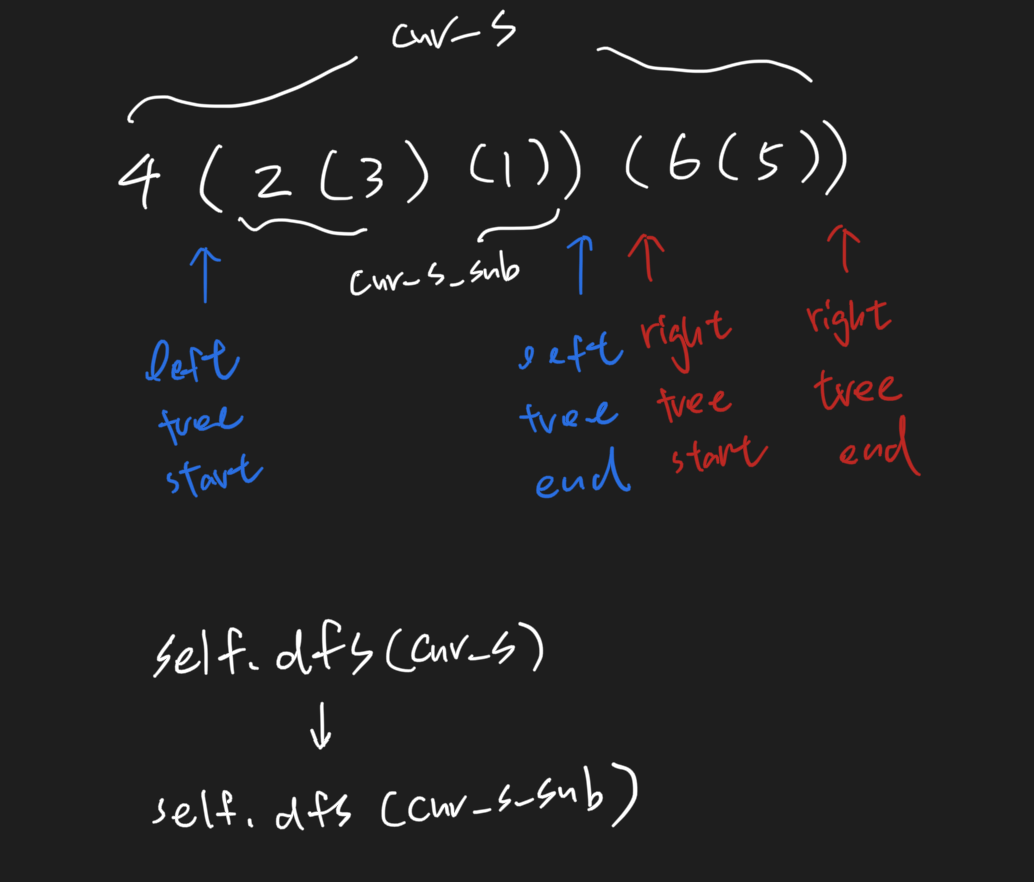 cur_s
4 ( 2 ( 3 ) ( 1 ) ) ( 6 ( 5 ) )
cur_s_sub
left
tree
start
left
tree
end
right
tree
start
right
tree
end
self.dfs(cur_s)
↓
self.dfs (cur_s_sub)